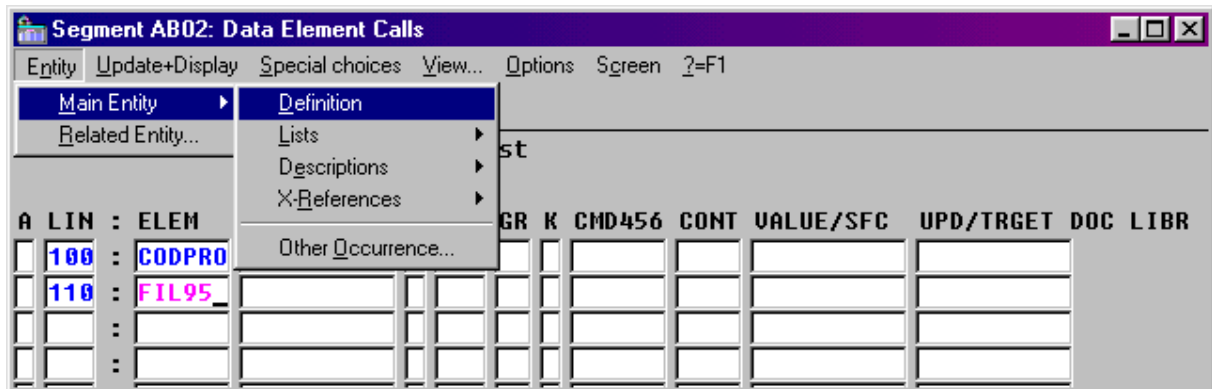 Segment AB02: Data Element Calls
Entity Update+Display Special choices View... Options Screen ?=F1
Main Entity Definition
Related Entity... Lists
st
Descriptions
X-References
A LIN : ELEM GR K CMD456 CONT VALUE/SFC UPD/TRGET DOC LIBR
Other Occurrence...
100 : CODPRO
110 : FIL95_
:
: